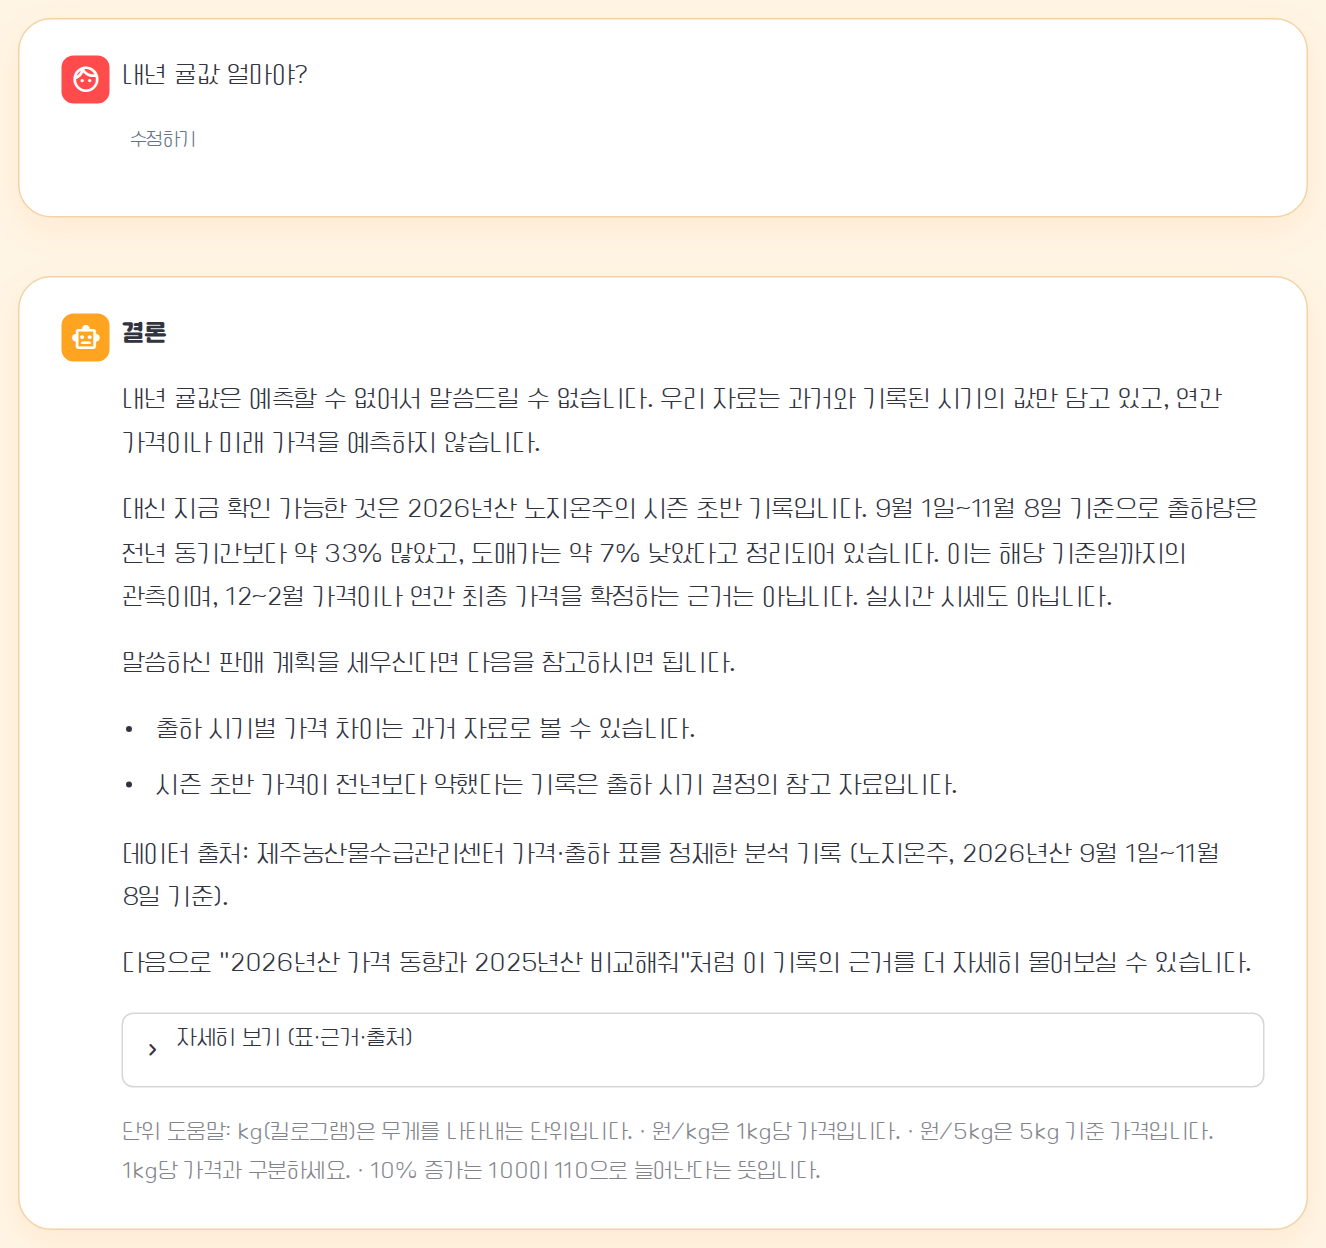 내년 귤값 얼마야?
수정하기
결론
내년 귤값은 예측할 수 없어서 말씀드릴 수 없습니다. 우리 자료는 과거와 기록된 시기의 값만 담고 있고, 연간
가격이나 미래 가격을 예측하지 않습니다.
대신 지금 확인 가능한 것은 2026년산 노지온주의 시즌 초반 기록입니다. 9월 1일~11월 8일 기준으로 출하량은
전년 동기간보다 약 33% 많았고, 도매가는 약 7% 낮았다고 정리되어 있습니다. 이는 해당 기준일까지의
관측이며, 12~2월 가격이나 연간 최종 가격을 확정하는 근거는 아닙니다. 실시간 시세도 아닙니다.
말씀하신 판매 계획을 세우신다면 다음을 참고하시면 됩니다.
• 출하 시기별 가격 차이는 과거 자료로 볼 수 있습니다.
• 시즌 초반 가격이 전년보다 약했다는 기록은 출하 시기 결정의 참고 자료입니다.
데이터 출처: 제주농산물수급관리센터 가격·출하 표를 정제한 분석 기록 (노지온주, 2026년산 9월 1일~11월
8일 기준).
다음으로 "2026년산 가격 동향과 2025년산 비교해줘"처럼 이 기록의 근거를 더 자세히 물어보실 수 있습니다.
자세히 보기 (표·근거·출처)
단위 도움말: kg(킬로그램)은 무게를 나타내는 단위입니다. · 원/kg은 1kg당 가격입니다. · 원/5kg은 5kg 기준 가격입니다.
1kg당 가격과 구분하세요. · 10% 증가는 100이 110으로 늘어난다는 뜻입니다.